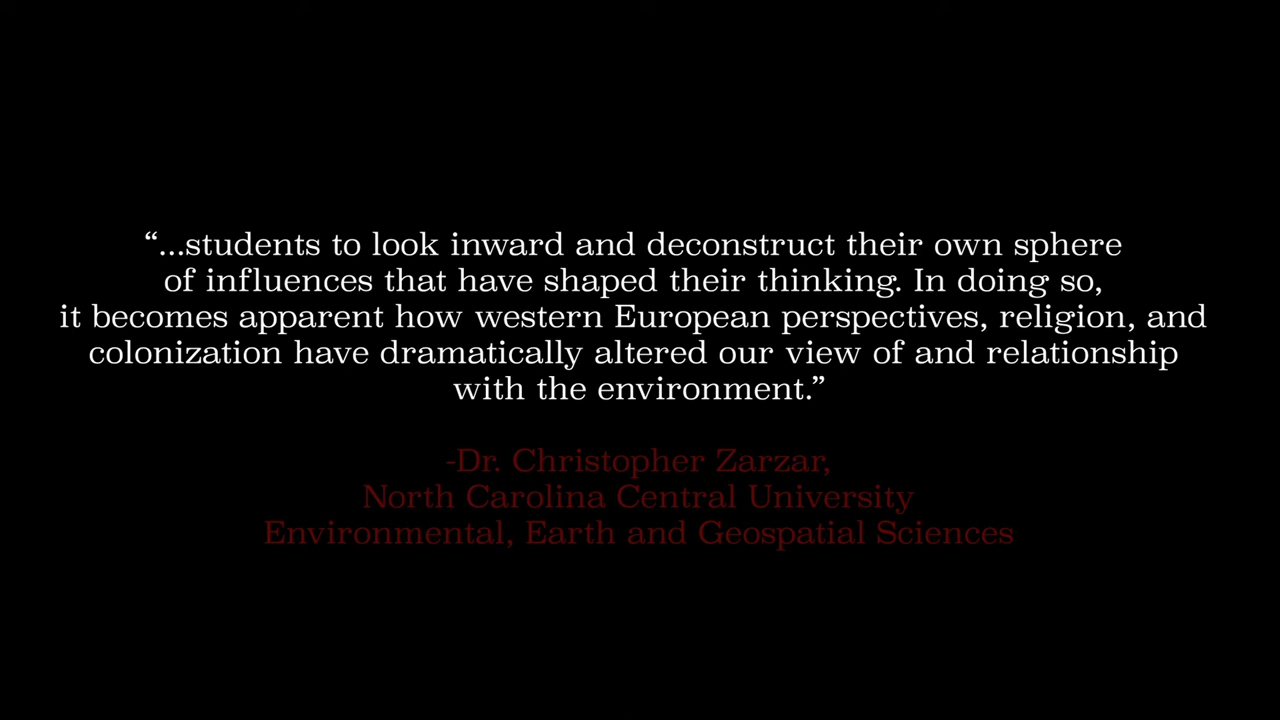 “...students to look inward and deconstruct their own sphere
of influences that have shaped their thinking. In doing so,
it becomes apparent how western European perspectives, religion, and
colonization have dramatically altered our view of and relationship
with the environment.”
-Dr. Christopher Zarzar,
North Carolina Central University
Environmental, Earth and Geospatial Sciences